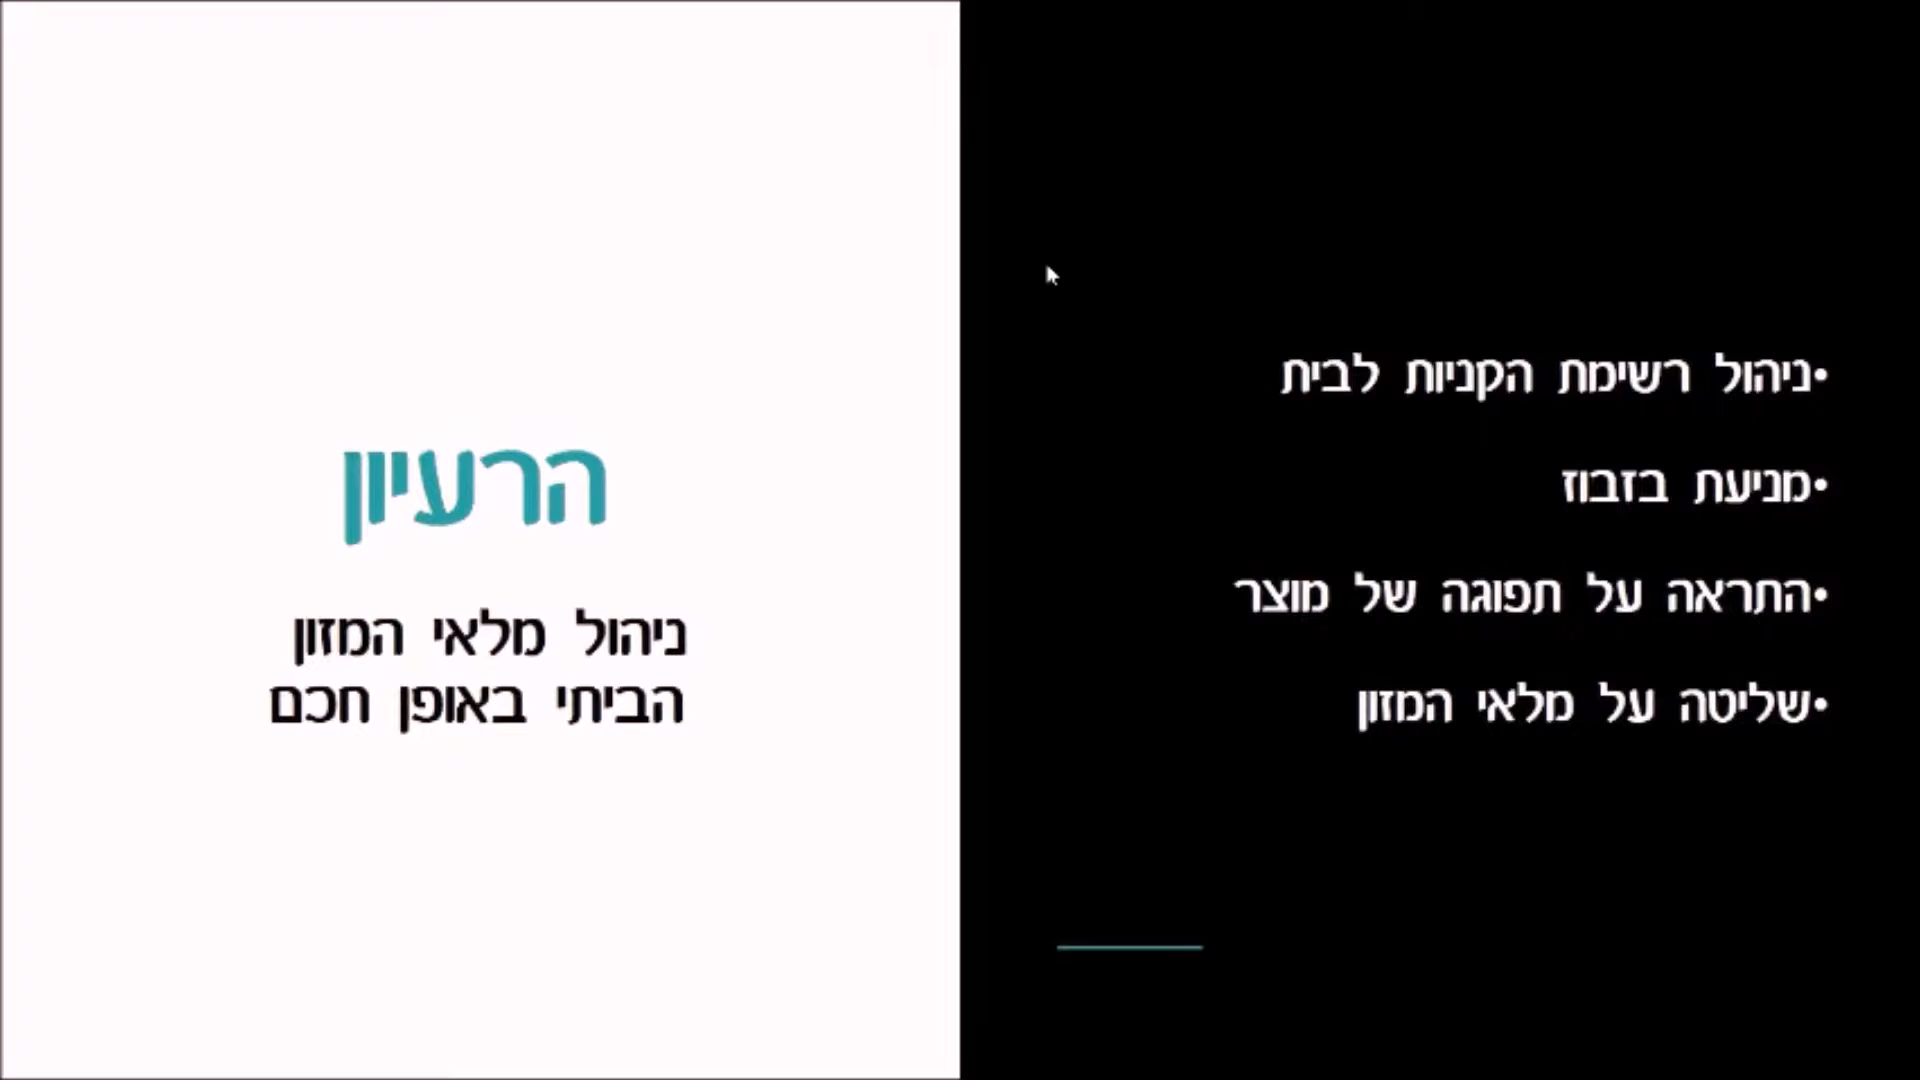 הרעיון
ניהול מלאי המזון
הביתי באופן חכם
•ניהול רשימת הקניות לבית
•מניעת בזבוז
•התראה על תפוגה של מוצר
•שליטה על מלאי המזון